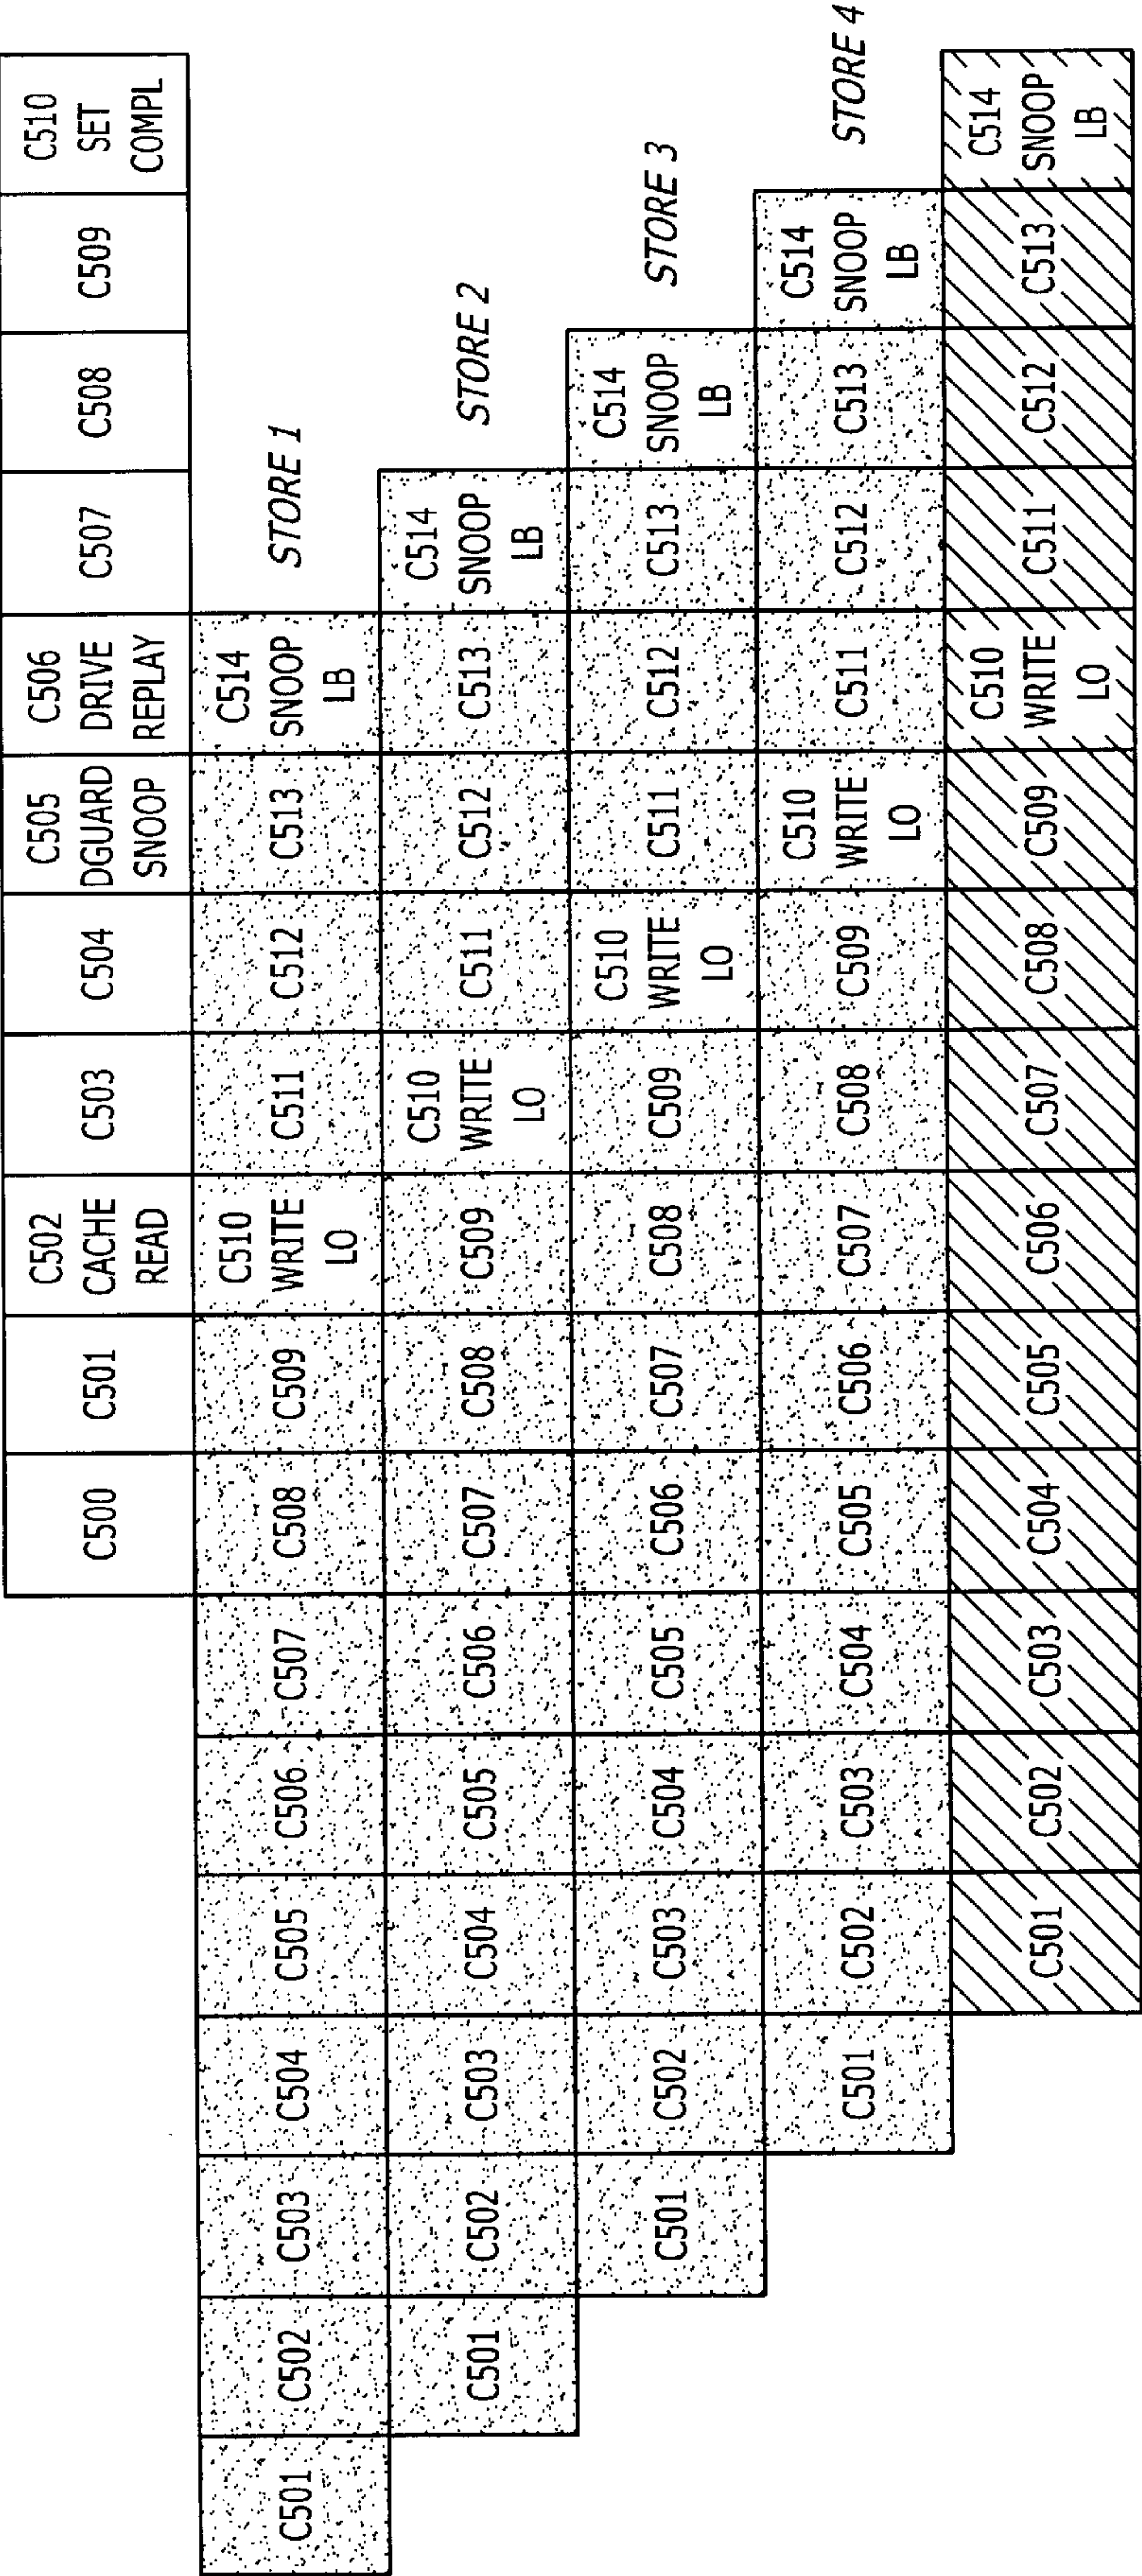 C500
C501
C502
CACHE
READ
C503
C504
C505
DGUARD
SNOOP
C506
DRIVE
REPLAY
C507
C508
C509
C510
SET
COMPL
C501
C502
C503
C504
C505
C506
C507
C508
C509
C510
WRITE
LO
C511
C512
C513
C514
SNOOP
LB
STORE 1
C501
C502
C503
C504
C505
C506
C507
C508
C509
C510
WRITE
LO
C511
C512
C513
C514
SNOOP
LB
STORE 2
C501
C502
C503
C504
C505
C506
C507
C508
C509
C510
WRITE
LO
C511
C512
C513
C514
SNOOP
LB
STORE 3
C501
C502
C503
C504
C505
C506
C507
C508
C509
C510
WRITE
LO
C511
C512
C513
C514
SNOOP
LB
STORE 4
C501
C502
C503
C504
C505
C506
C507
C508
C509
C510
WRITE
LO
C511
C512
C513
C514
SNOOP
LB